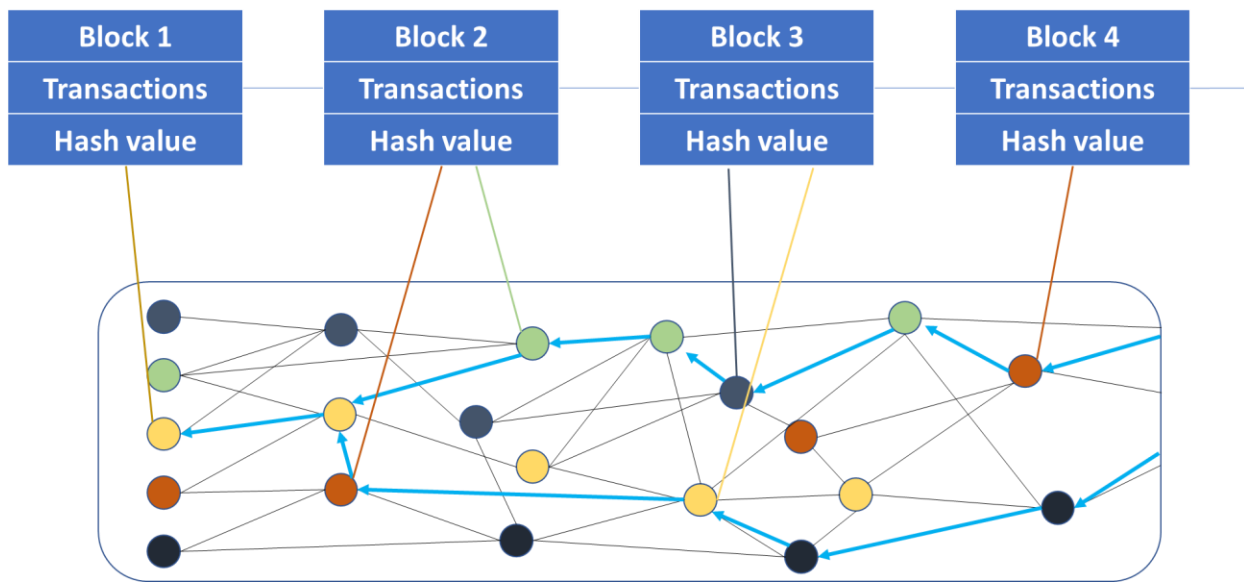 Block 1
Transactions
Hash value
Block 2
Transactions
Hash value
Block 3
Transactions
Hash value
Block 4
Transactions
Hash value